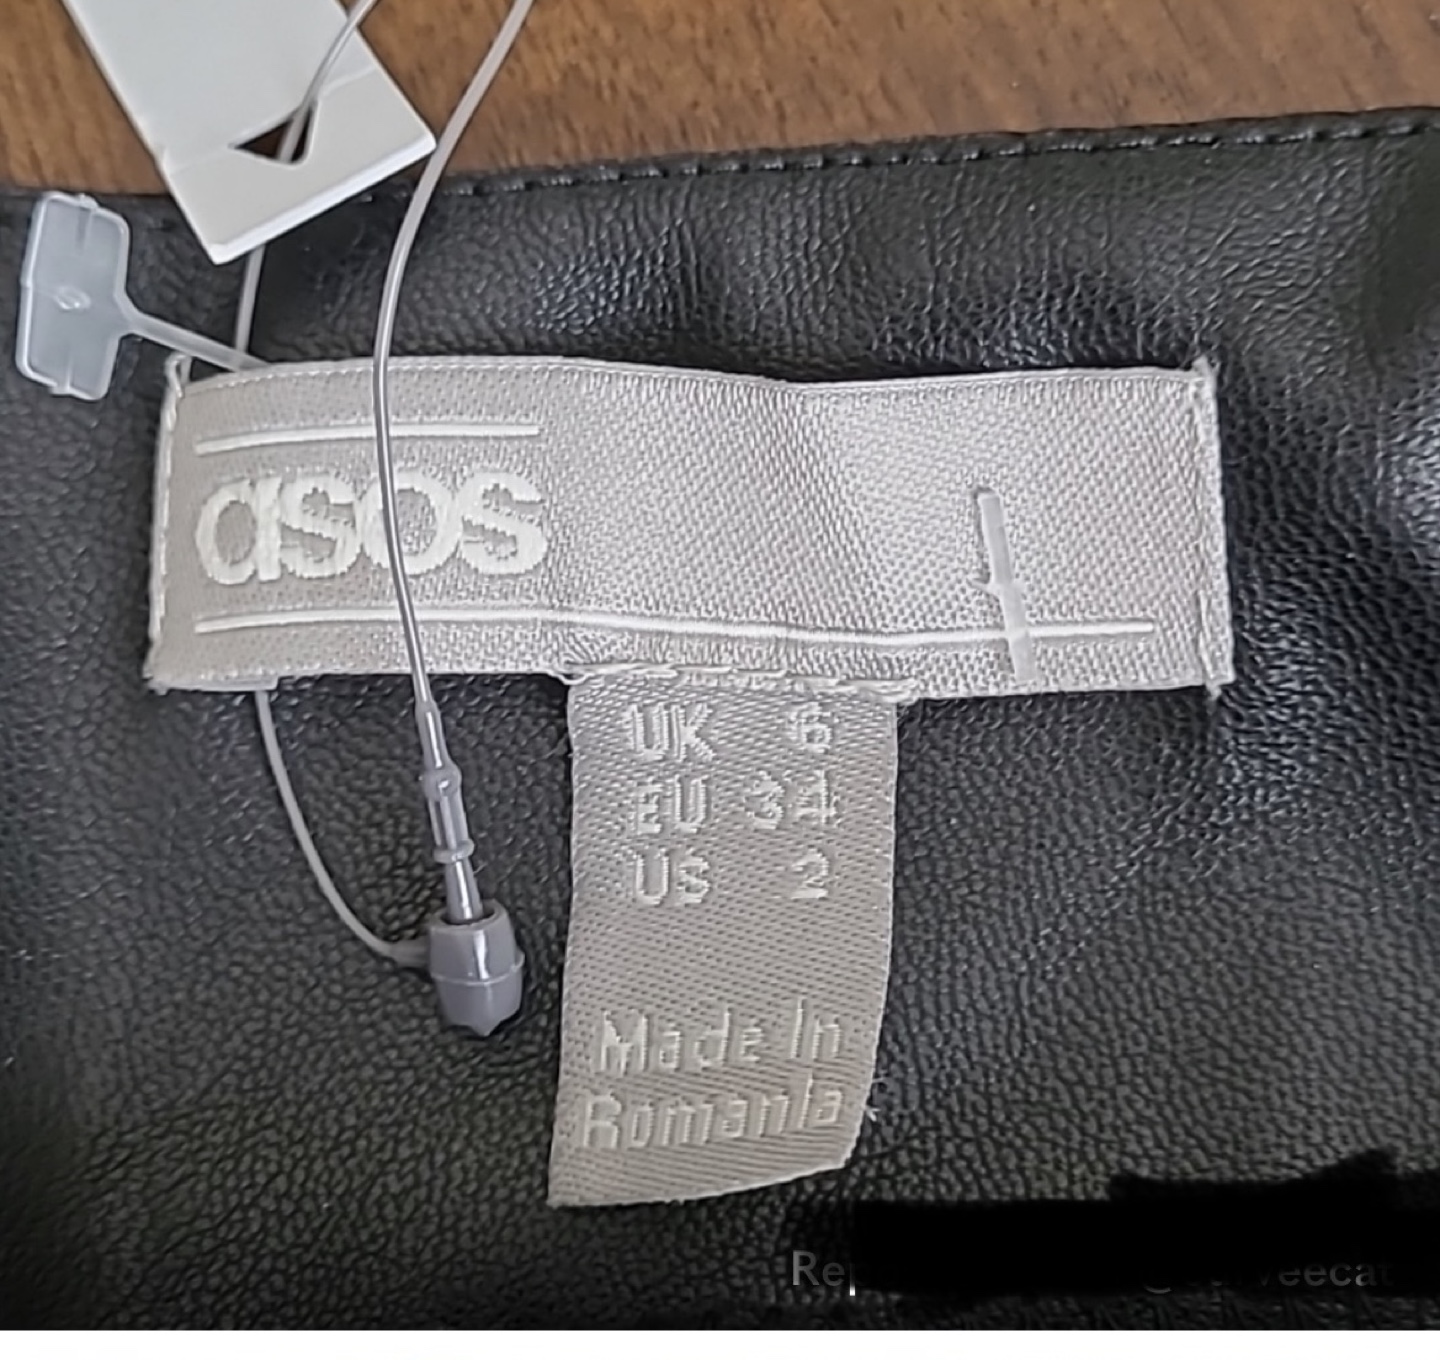 asos
UK 6
EU 34
US 2
Made In
Romania